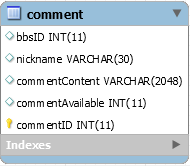 comment
bbsID INT(11)
nickname VARCHAR(30)
commentContent VARCHAR(2048)
commentAvailable INT(11)
commentID INT(11)
Indexes